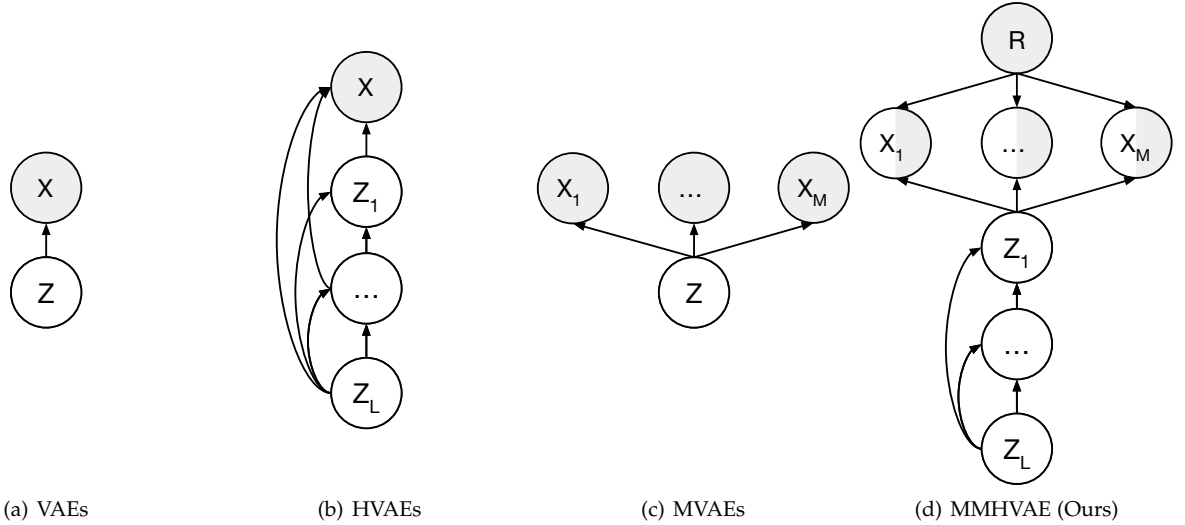 X
Z
(a) VAEs
X
Z1
...
ZL
(b) HVAEs
X1
...
XM
Z
(c) MVAEs
R
X1
...
XM
Z1
...
ZL
(d) MMHVAE (Ours)